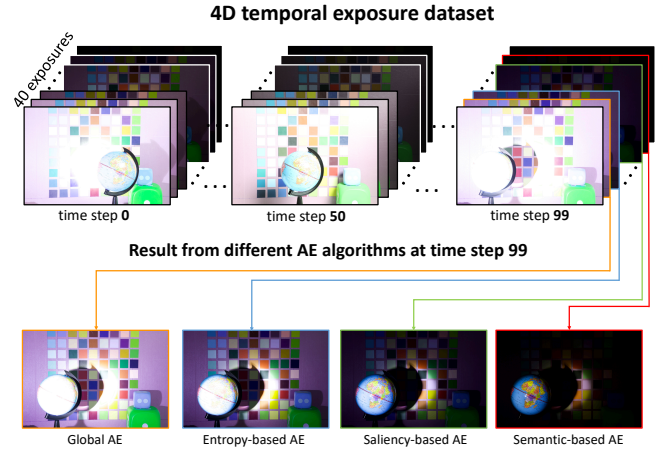 4D temporal exposure dataset
40 exposures
time step 0
time step 50
time step 99
Result from different AE algorithms at time step 99
Global AE
Entropy-based AE
Saliency-based AE
Semantic-based AE